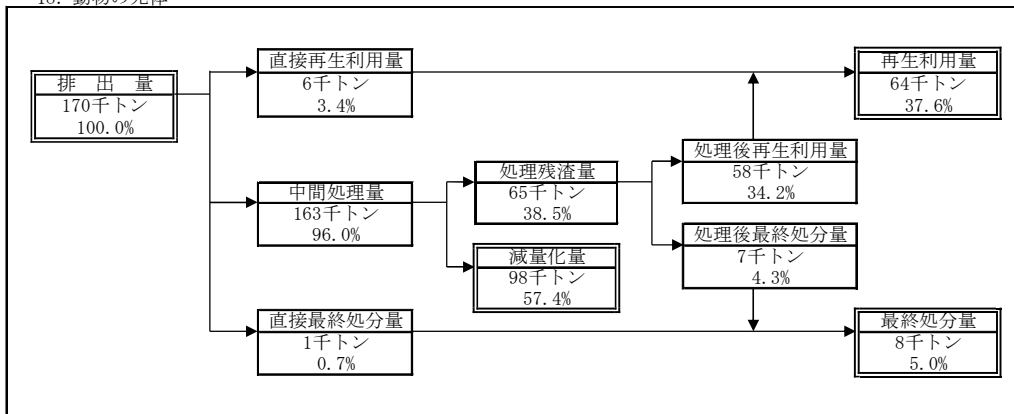 排 出 量
170千トン
100.0%
直接再生利用量
6千トン
3.4%
再生利用量
64千トン
37.6%
中間処理量
163千トン
96.0%
処理残渣量
65千トン
38.5%
処理後再生利用量
58千トン
34.2%
減量化量
98千トン
57.4%
処理後最終処分量
7千トン
4.3%
直接最終処分量
1千トン
0.7%
最終処分量
8千トン
5.0%